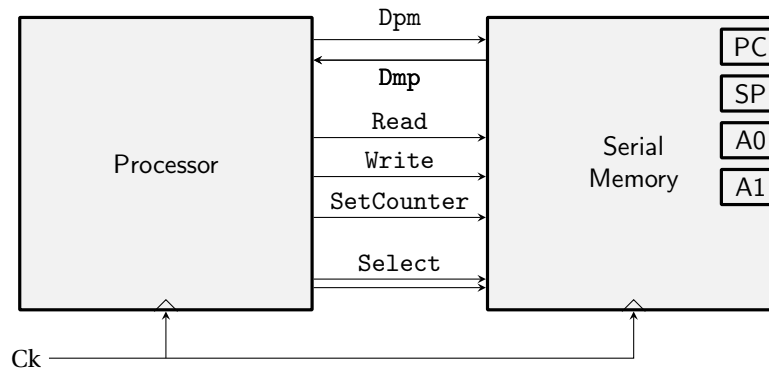 Dpm
PC
Dmp
SP
Read
A0
Processor
Write
Serial
Memory
A1
SetCounter
Select
Ck